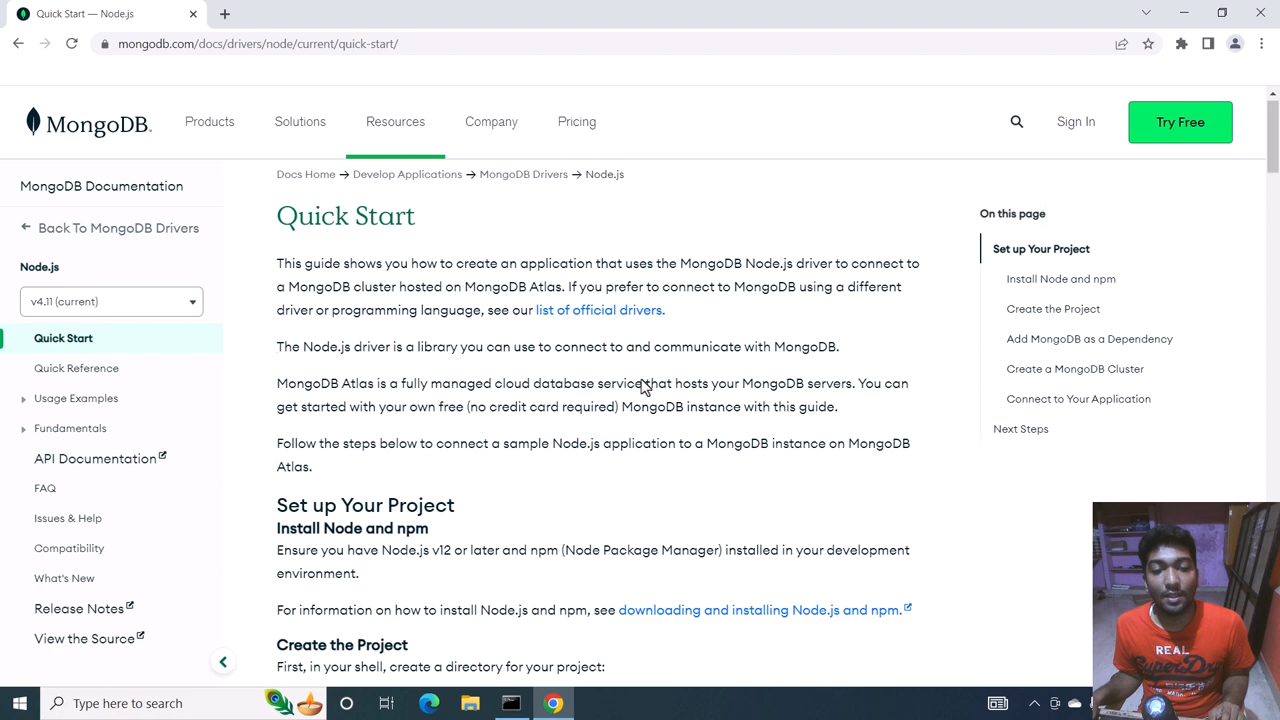 Quick Start — Node.js
mongodb.com/docs/drivers/node/current/quick-start/
MongoDB.
Products
Solutions
Resources
Company
Pricing
Sign In
Try Free
MongoDB Documentation
Back To MongoDB Drivers
Node.js
v4.11 (current)
Quick Start
Quick Reference
Usage Examples
Fundamentals
API Documentation
FAQ
Issues & Help
Compatibility
What's New
Release Notes
View the Source
Docs Home → Develop Applications → MongoDB Drivers → Node.js
Quick Start
This guide shows you how to create an application that uses the MongoDB Node.js driver to connect to
a MongoDB cluster hosted on MongoDB Atlas. If you prefer to connect to MongoDB using a different
driver or programming language, see our list of official drivers.
The Node.js driver is a library you can use to connect to and communicate with MongoDB.
MongoDB Atlas is a fully managed cloud database service that hosts your MongoDB servers. You can
get started with your own free (no credit card required) MongoDB instance with this guide.
Follow the steps below to connect a sample Node.js application to a MongoDB instance on MongoDB
Atlas.
Set up Your Project
Install Node and npm
Ensure you have Node.js v12 or later and npm (Node Package Manager) installed in your development
environment.
For information on how to install Node.js and npm, see downloading and installing Node.js and npm.
Create the Project
First, in your shell, create a directory for your project:
On this page
Set up Your Project
Install Node and npm
Create the Project
Add MongoDB as a Dependency
Create a MongoDB Cluster
Connect to Your Application
Next Steps
REAL
Type here to search